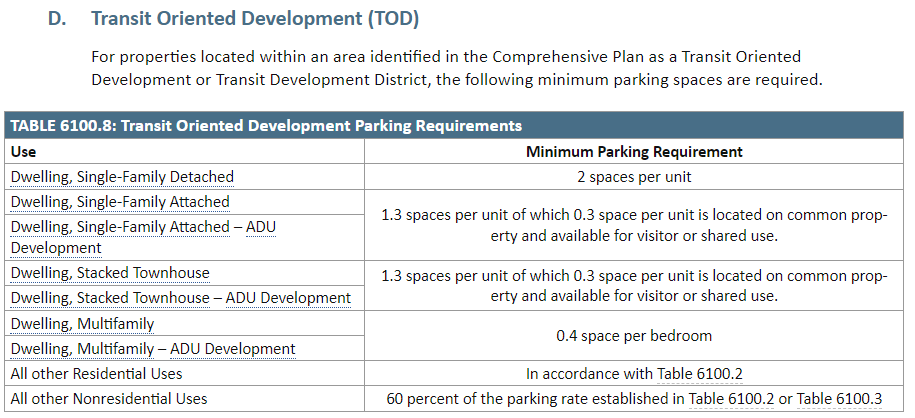 D. Transit Oriented Development (TOD)
For properties located within an area identified in the Comprehensive Plan as a Transit Oriented
Development or Transit Development District, the following minimum parking spaces are required.
TABLE 6100.8: Transit Oriented Development Parking Requirements
Use Minimum Parking Requirement
Dwelling, Single-Family Detached 2 spaces per unit
Dwelling, Single-Family Attached
Dwelling, Single-Family Attached – ADU
Development
1.3 spaces per unit of which 0.3 space per unit is located on common prop-
erty and available for visitor or shared use.
Dwelling, Stacked Townhouse
Dwelling, Stacked Townhouse – ADU Development
1.3 spaces per unit of which 0.3 space per unit is located on common prop-
erty and available for visitor or shared use.
Dwelling, Multifamily
Dwelling, Multifamily – ADU Development
0.4 space per bedroom
All other Residential Uses In accordance with Table 6100.2
All other Nonresidential Uses 60 percent of the parking rate established in Table 6100.2 or Table 6100.3